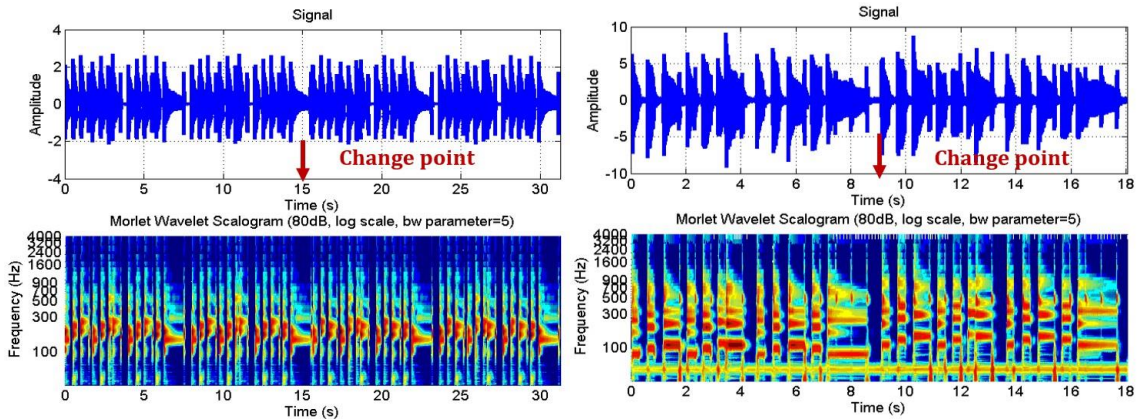 Signal
4
2
0
-2
-4
Amplitude
Change point
0 5 10 15 20 25 30
Time (s)
Morlet Wavelet Scalogram (80dB, log scale, bw parameter=5)
4000
3200
2400
1600
900
500
300
100
Frequency (Hz)
0 5 10 15 20 25 30
Time (s)
Signal
10
5
0
-5
-10
Amplitude
Change point
0 2 4 6 8 10 12 14 16 18
Time (s)
Morlet Wavelet Scalogram (80dB, log scale, bw parameter=5)
4000
3200
2400
1600
900
500
300
100
Frequency (Hz)
0 2 4 6 8 10 12 14 16 18
Time (s)